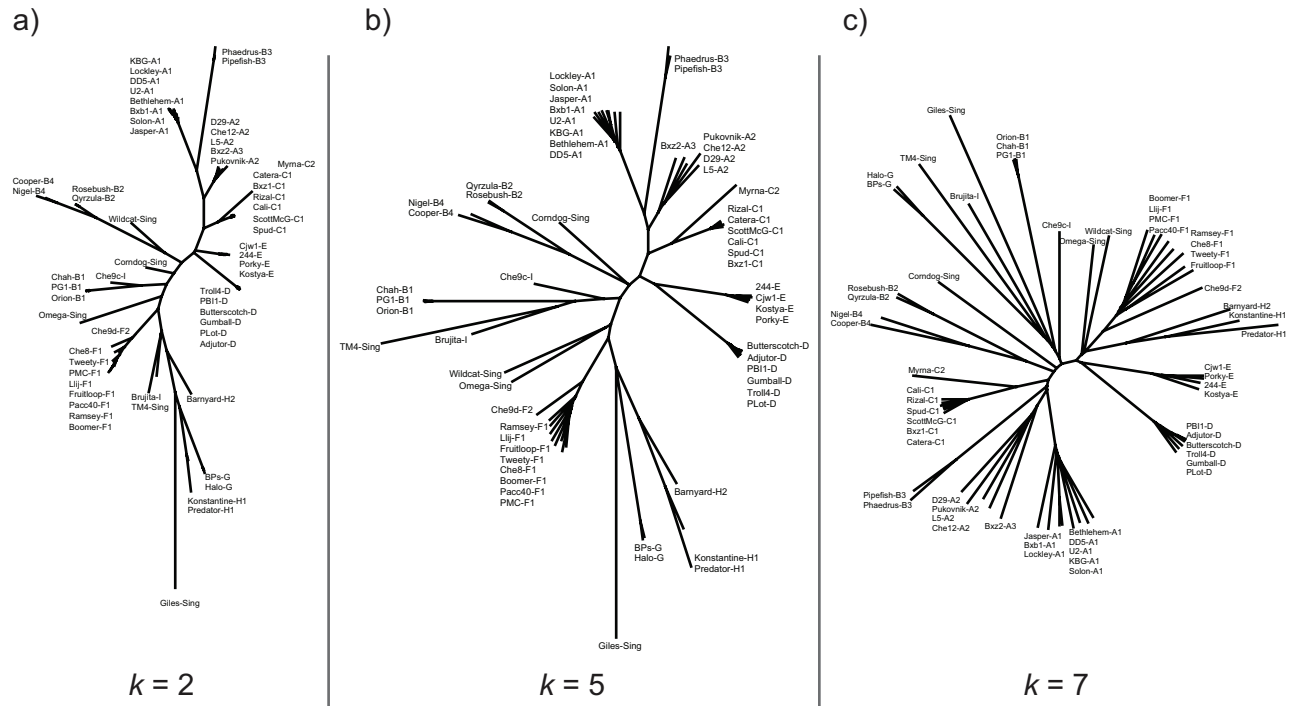 a)
Phaedrus-B3
Pipefish-B3
KBG-A1
Lockley-A1
DD5-A1
U2-A1
Bethlehem-A1
Bxb1-A1
Solon-A1
Jasper-A1
D29-A2
Che12-A2
L5-A2
Bxz2-A3
Pukovnik-A2
Myrna-C2
Catera-C1
Bxz1-C1
Rizal-C1
Cali-C1
ScottMcG-C1
Spud-C1
Cooper-B4
Nigel-B4
Rosebush-B2
Qyrzula-B2
Wildcat-Sing
Cjw1-E
244-E
Porky-E
Kostya-E
Corndog-Sing
Chah-B1
PG1-B1
Orion-B1
Che9c-I
Troll4-D
PBI1-D
Butterscotch-D
Gumball-D
PLot-D
Adjutor-D
Omega-Sing
Che9d-F2
Che8-F1
Tweety-F1
PMC-F1
Llij-F1
Fruitloop-F1
Pacc40-F1
Ramsey-F1
Boomer-F1
Brujita-I
TM4-Sing
Barnyard-H2
BPs-G
Halo-G
Konstantine-H1
Predator-H1
Giles-Sing
k = 2
b)
Phaedrus-B3
Pipefish-B3
Lockley-A1
Solon-A1
Jasper-A1
Bxb1-A1
U2-A1
KBG-A1
Bethlehem-A1
DD5-A1
Bxz2-A3
Pukovnik-A2
Che12-A2
D29-A2
L5-A2
Myrna-C2
Qyrzula-B2
Rosebush-B2
Nigel-B4
Cooper-B4
Corndog-Sing
Rizal-C1
Catera-C1
ScottMcG-C1
Cali-C1
Spud-C1
Bxz1-C1
Che9c-I
Chah-B1
PG1-B1
Orion-B1
244-E
Cjw1-E
Kostya-E
Porky-E
Brujita-I
TM4-Sing
Butterscotch-D
Adjutor-D
PBI1-D
Gumball-D
Troll4-D
PLot-D
Wildcat-Sing
Omega-Sing
Che9d-F2
Ramsey-F1
Llij-F1
Fruitloop-F1
Tweety-F1
Che8-F1
Boomer-F1
Pacc40-F1
PMC-F1
Barnyard-H2
BPs-G
Halo-G
Konstantine-H1
Predator-H1
Giles-Sing
k = 5
c)
Giles-Sing
Orion-B1
Chah-B1
PG1-B1
TM4-Sing
Halo-G
BPs-G
Brujita-I
Che9c-I
Omega-Sing
Wildcat-Sing
Boomer-F1
Llij-F1
PMC-F1
Pacc40-F1
Ramsey-F1
Che8-F1
Tweety-F1
Fruitloop-F1
Corndog-Sing
Rosebush-B2
Qyrzula-B2
Che9d-F2
Nigel-B4
Cooper-B4
Barnyard-H2
Konstantine-H1
Predator-H1
Myrna-C2
Cali-C1
Rizal-C1
Spud-C1
ScottMcG-C1
Bxz1-C1
Catera-C1
Cjw1-E
Porky-E
244-E
Kostya-E
PBI1-D
Adjutor-D
Butterscotch-D
Troll4-D
Gumball-D
PLot-D
Pipefish-B3
Phaedrus-B3
D29-A2
Pukovnik-A2
L5-A2
Che12-A2
Bxz2-A3
Jasper-A1
Bxb1-A1
Lockley-A1
Bethlehem-A1
DD5-A1
U2-A1
KBG-A1
Solon-A1
k = 7